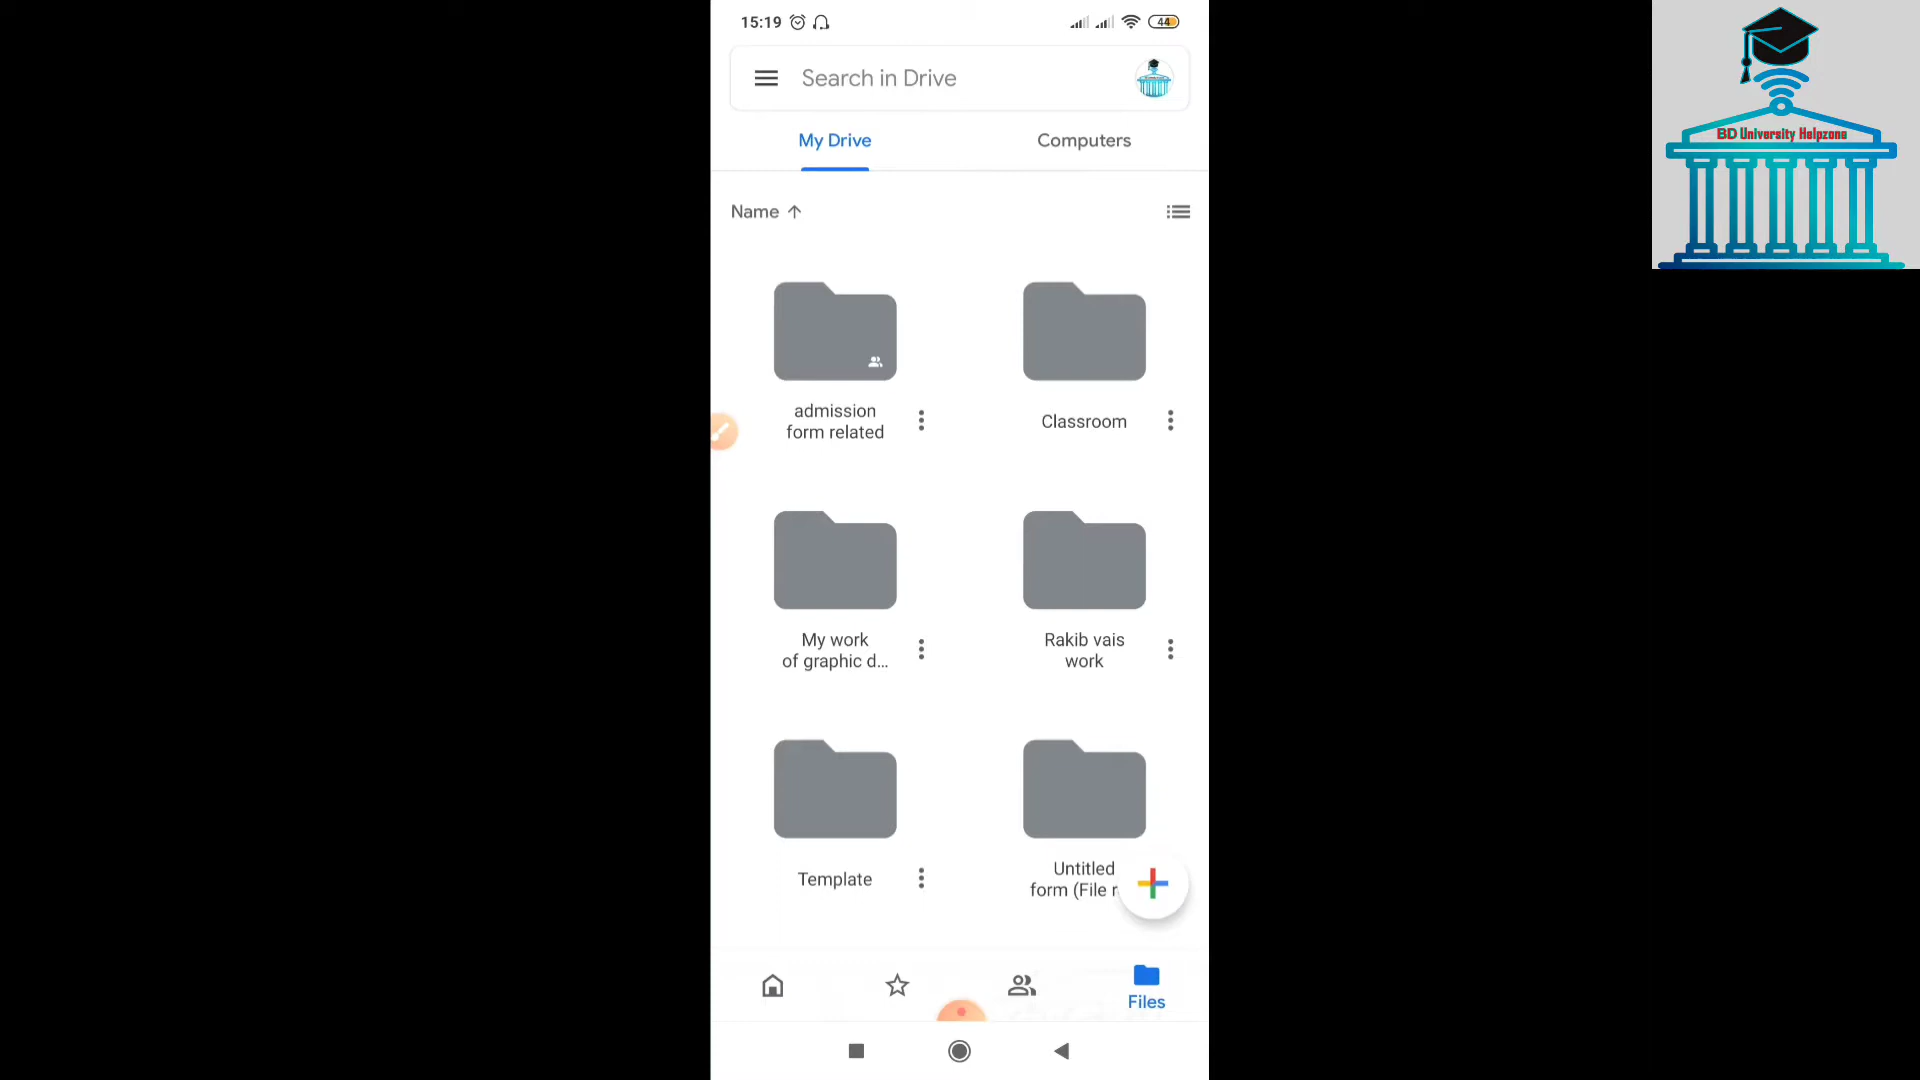 15:19
44
Search in Drive
My Drive
Computers
Name
admission
form related
Classroom
My work
of graphic d...
Rakib vais
work
Template
Untitled
form (File r
Files
BD University Helpzone